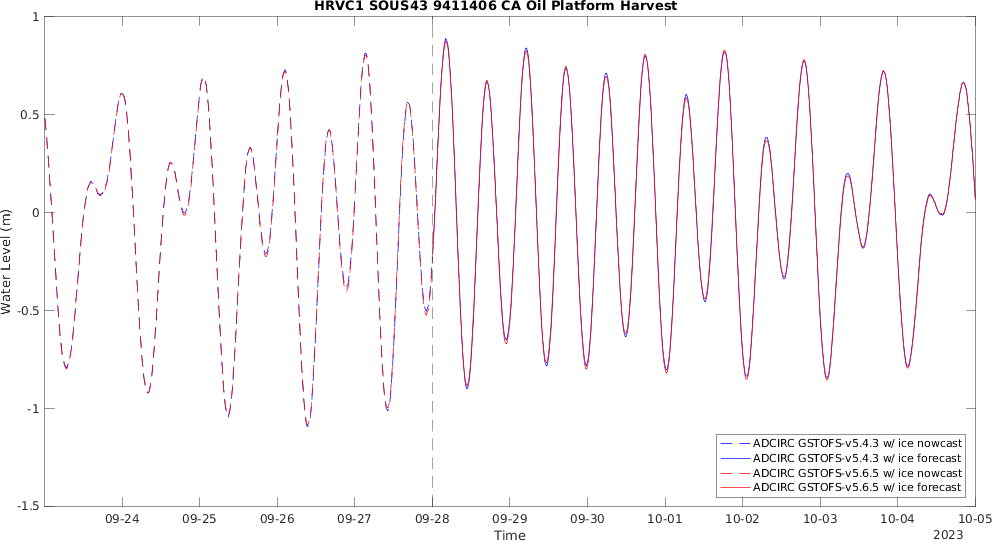 HRVC1 SOUS43 9411406 CA Oil Platform Harvest
1
0.5
0
-0.5
-1
-1.5
Water Level (m)
ADCIRC GSTOFS-v5.4.3 w/ ice nowcast
ADCIRC GSTOFS-v5.4.3 w/ ice forecast
ADCIRC GSTOFS-v5.6.5 w/ ice nowcast
ADCIRC GSTOFS-v5.6.5 w/ ice forecast
09-24 09-25 09-26 09-27 09-28 09-29 09-30 10-01 10-02 10-03 10-04 10-05
Time
2023